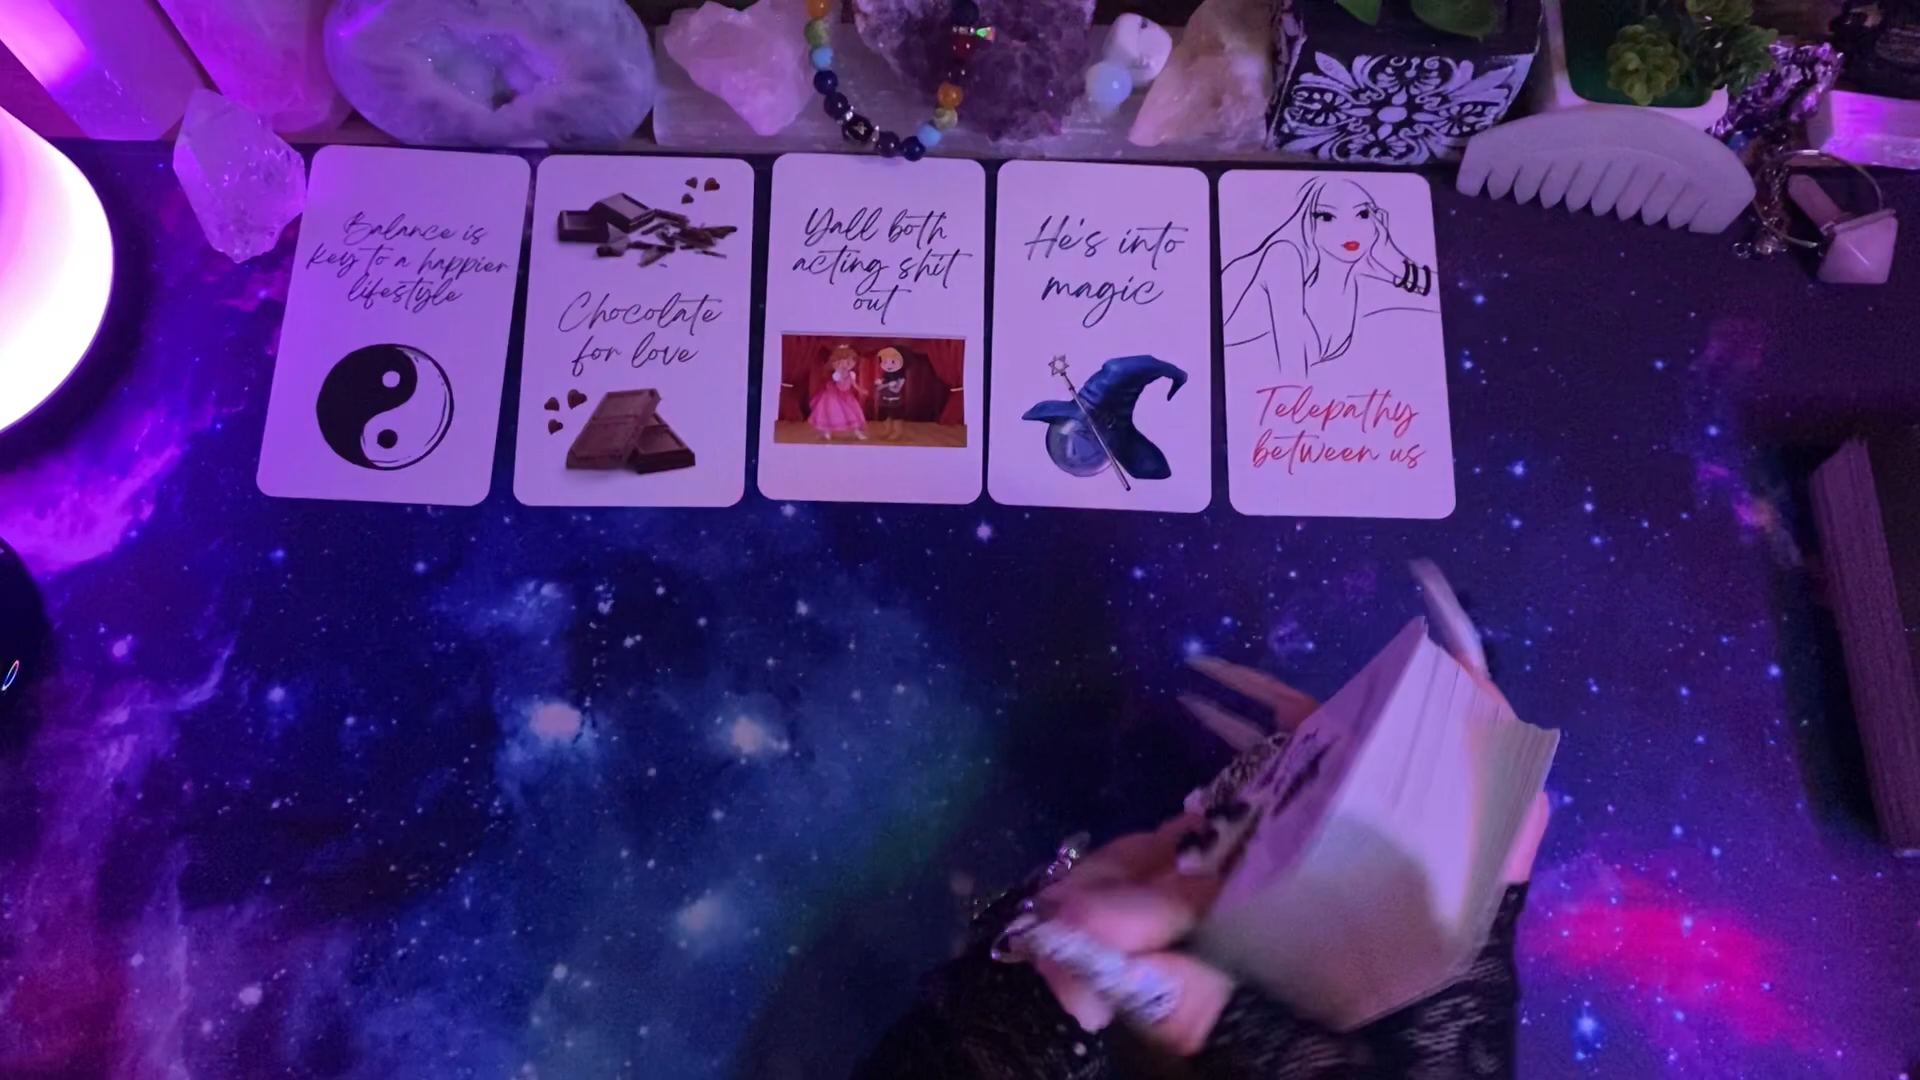 Balance is
key to a happier
lifestyle
Chocolate
for love
Yall both
acting shit
out
He's into
magic
Telepathy
between us